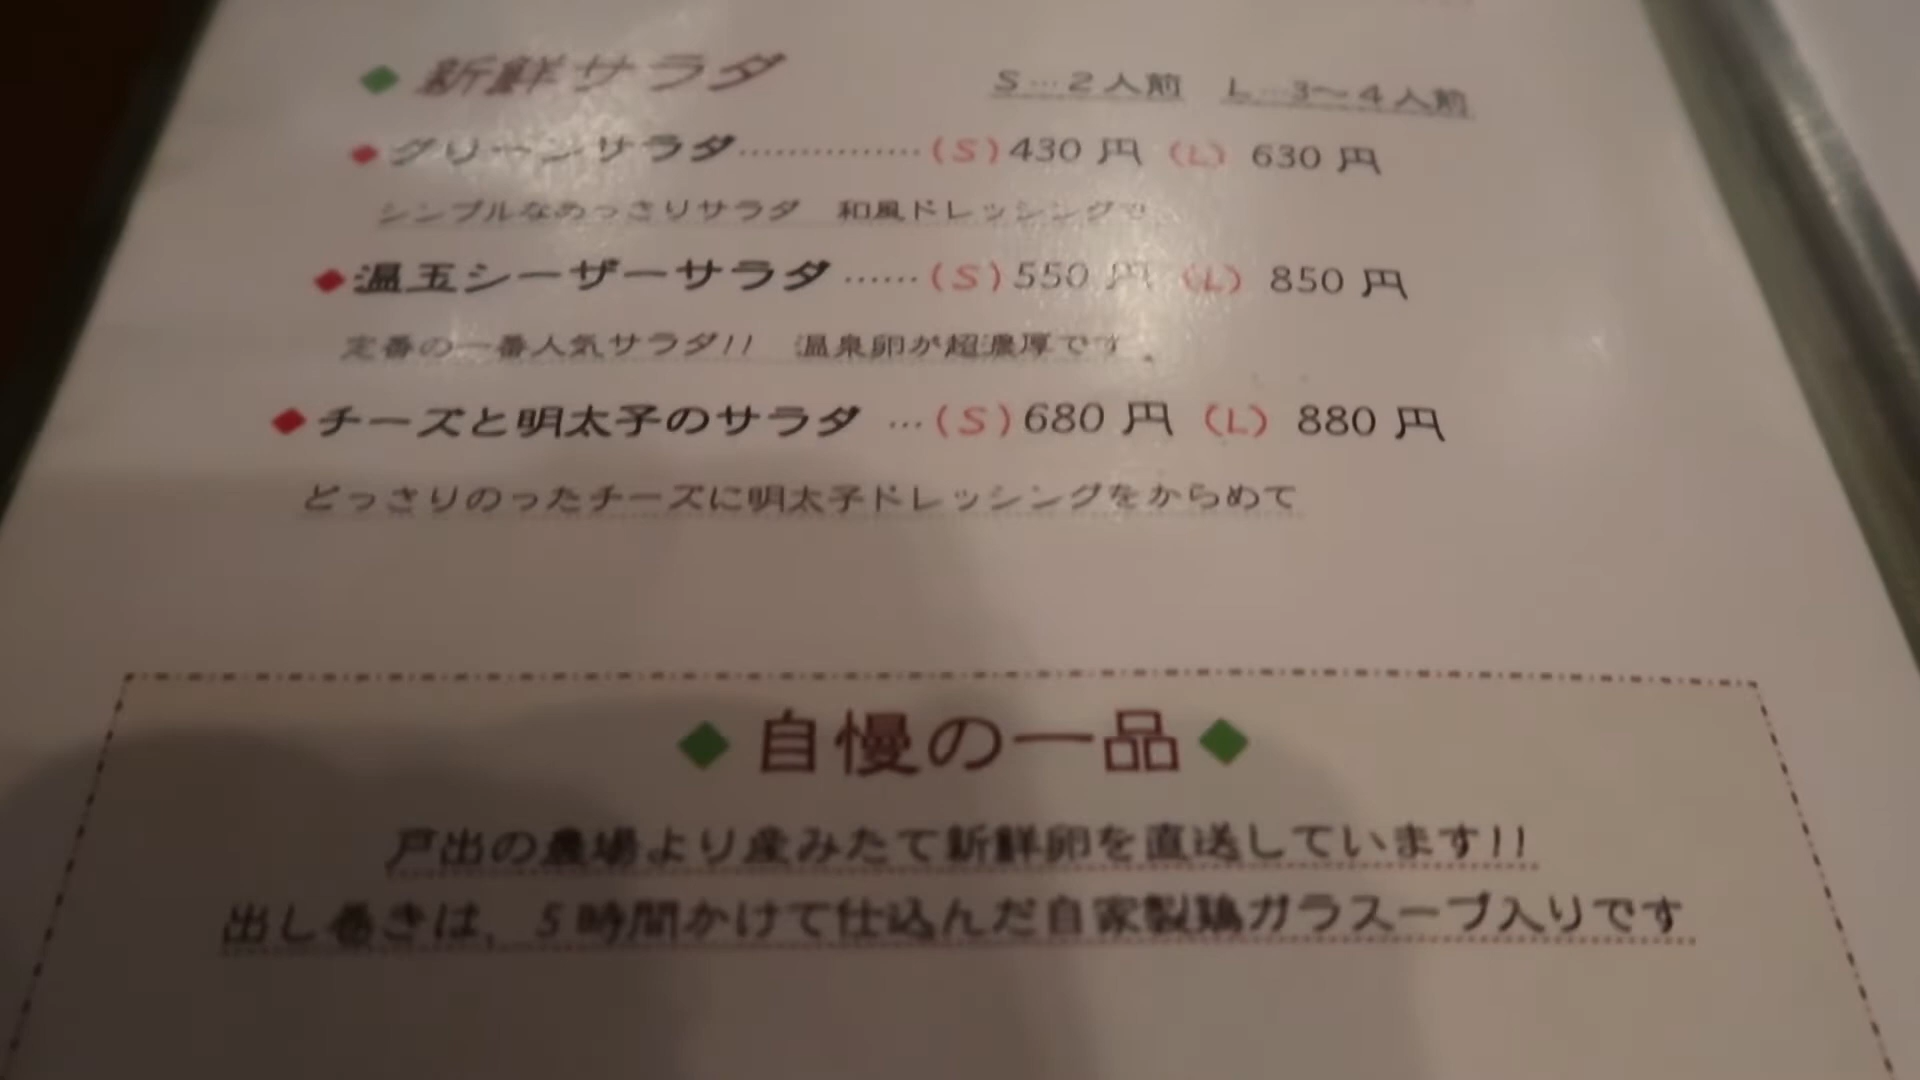 ◆新鮮サラダ S…2人前 L…3～4人前
◆グリーンサラダ……………(S)430円 (L) 630円
シンプルなあっさりサラダ 和風ドレッシングで
◆温玉シーザーサラダ……(S)550円 (L) 850円
定番の一番人気サラダ!! 温泉卵が超濃厚です。
◆チーズと明太子のサラダ …(S)680円 (L) 880円
どっさりのったチーズに明太子ドレッシングをからめて
◆自慢の一品◆
戸出の農場より産みたて新鮮卵を直送しています!!
出し巻きは、5時間かけて仕込んだ自家製鶏ガラスープ入りです